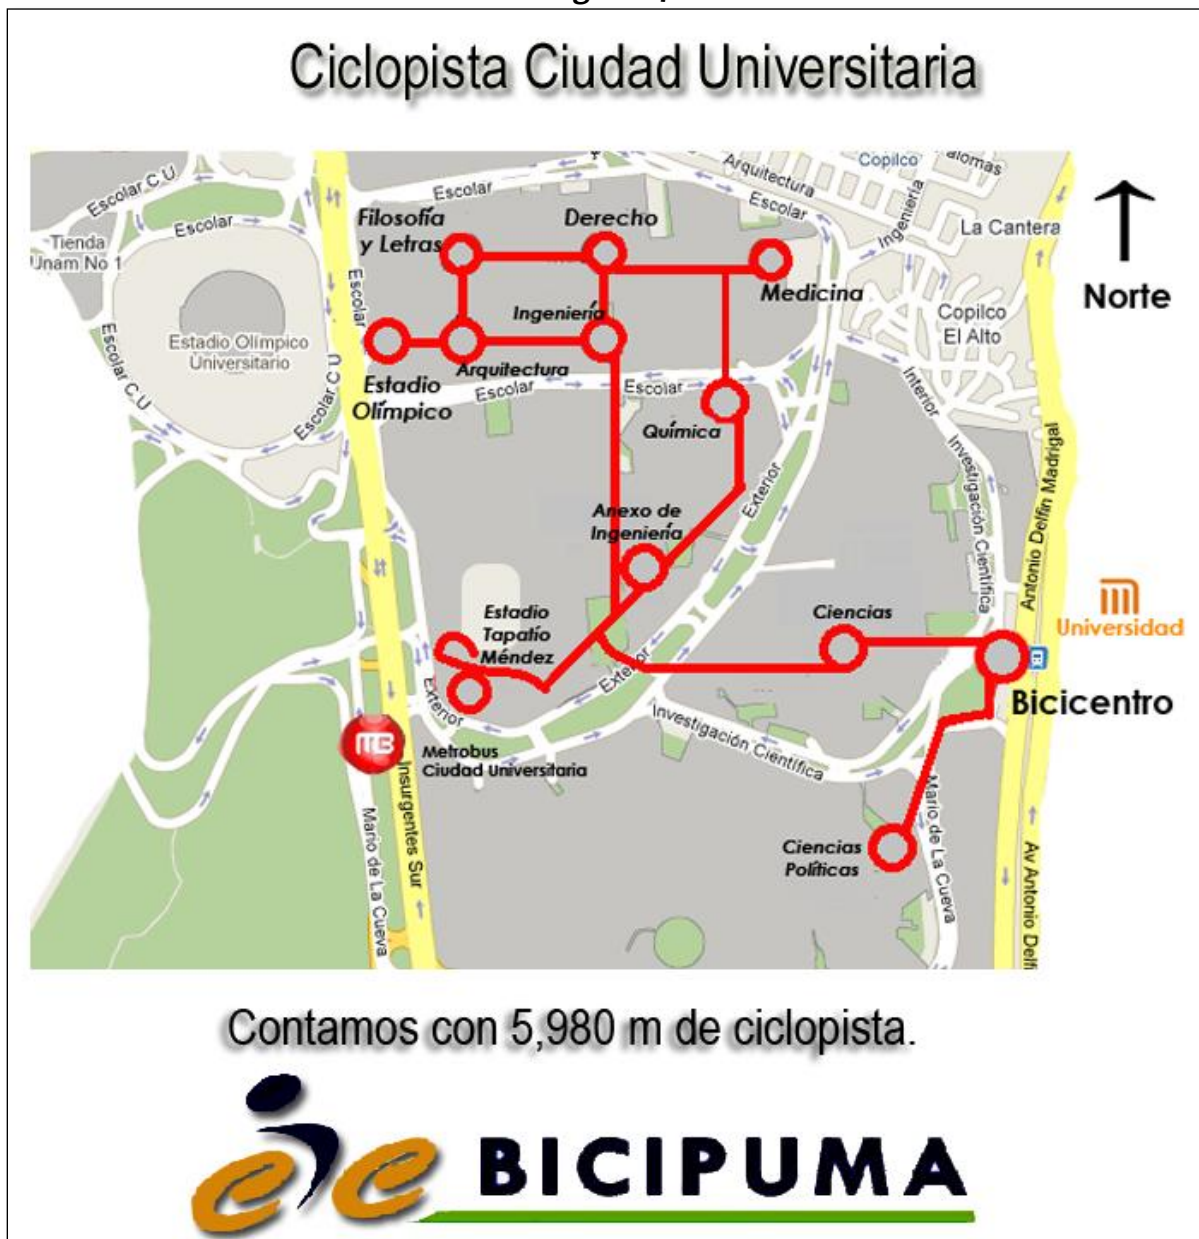 Ciclopista Ciudad Universitaria
Escolar C U
Escolar
Tienda
Unam No 1
Escolar
Filosofía
y Letras
Derecho
Arquitectura
Copilco
Ingeniería
Escolar
La Cantera
Norte
Medicina
Ingeniería
Copilco
El Alto
Estadio Olímpico
Universitario
Escolar
Escolar C U
Escolar C U
Arquitectura
Estadio
Olímpico
Escolar
Escolar
Química
Interior
Investigación Científica
Antonio Delfin Madrigal
Exterior
Anexo de
Ingeniería
Estadio
Tapatío
Méndez
Ciencias
Universidad
Exterior
Exterior
Bicicentro
Investigación Científica
MB
Metrobus
Ciudad Universitaria
Insurgentes Sur
Mario de La Cueva
Mario de La Cueva
Ciencias
Políticas
Av Antonio Delfi
Contamos con 5,980 m de ciclopista.
BICIPUMA